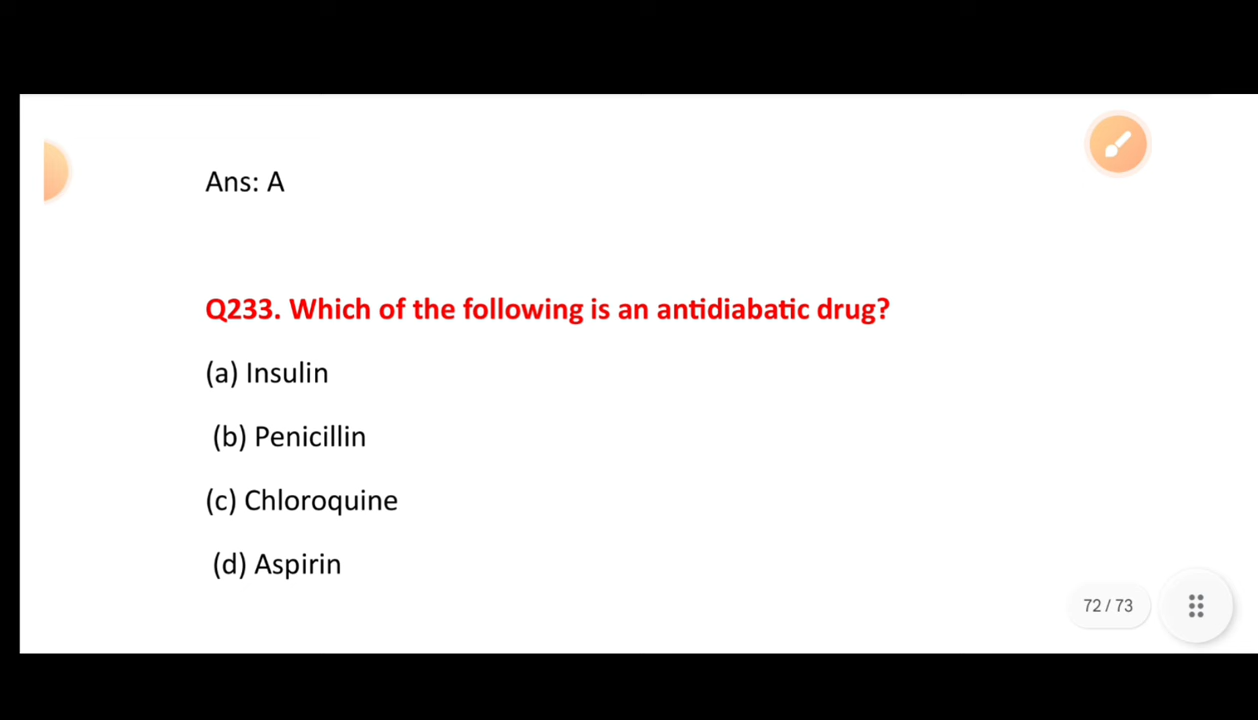 Ans: A
Q233. Which of the following is an antidiabatic drug?
(a) Insulin
(b) Penicillin
(c) Chloroquine
(d) Aspirin
72 / 73